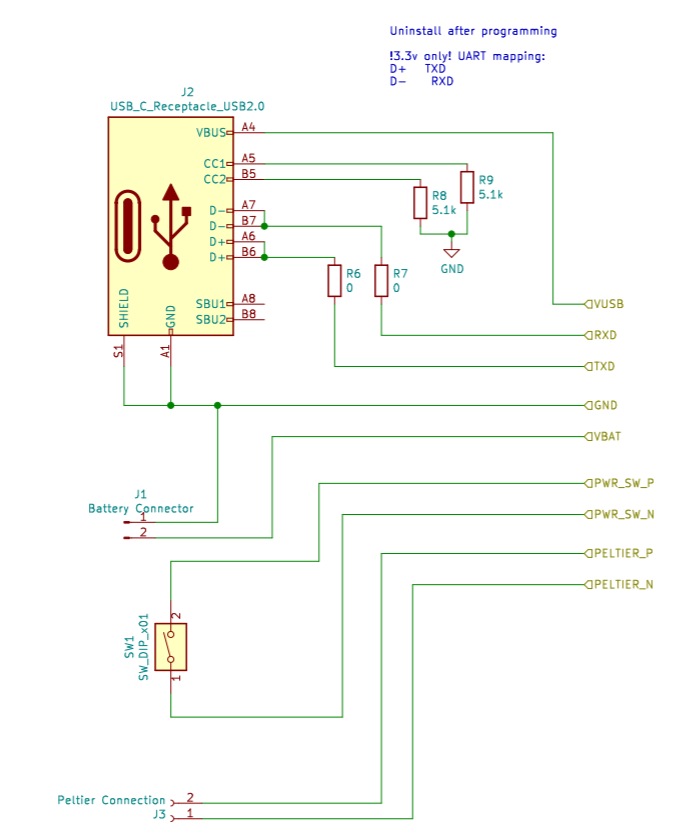 Uninstall after programming
!3.3v only! UART mapping:
D+ TXD
D- RXD
J2
USB_C_Receptacle_USB2.0
VBUS A4
CC1 A5
CC2 B5
D- A7
D- B7
D+ A6
D+ B6
SBU1 A8
SBU2 B8
SHIELD
GND
S1
A1
R9
5.1k
R8
5.1k
GND
R6
0
R7
0
VUSB
RXD
TXD
GND
VBAT
PWR_SW_P
PWR_SW_N
PELTIER_P
PELTIER_N
J1
Battery Connector
1
2
SW1
SW_DIP_x01
2
1
Peltier Connection 2
J3 1